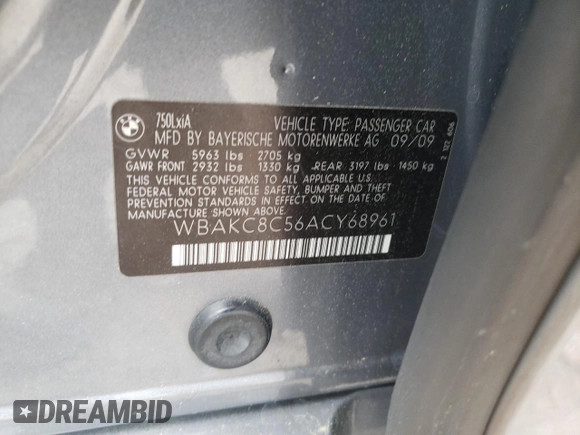 BMW
750LxiA
VEHICLE TYPE: PASSENGER CAR
MFD BY BAYERISCHE MOTORENWERKE AG 09/09
GVWR 5963 lbs - 2705 kg
GAWR FRONT 2932 lbs - 1330 kg - REAR 3197 lbs - 1450 kg
THIS VEHICLE CONFORMS TO ALL APPLICABLE U.S.
FEDERAL MOTOR VEHICLE SAFETY, BUMPER AND THEFT
PREVENTION STANDARDS IN EFFECT ON THE DATE OF
MANUFACTURE SHOWN ABOVE.
WBAKC8C56ACY68961
DREAMBID